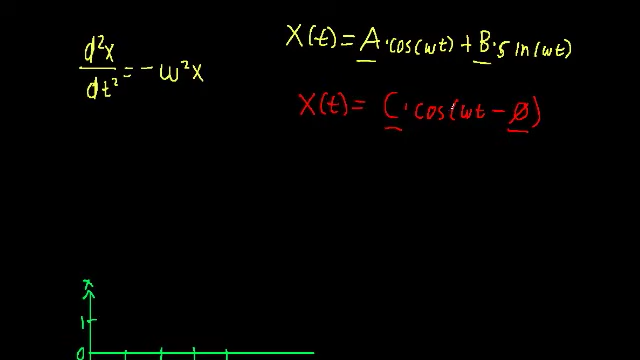 d²x
dt² = -ω²x
X(t) = A·cos(ωt) + B·sin(ωt)
X(t) = C·cos(ωt - ø)
x
1
0